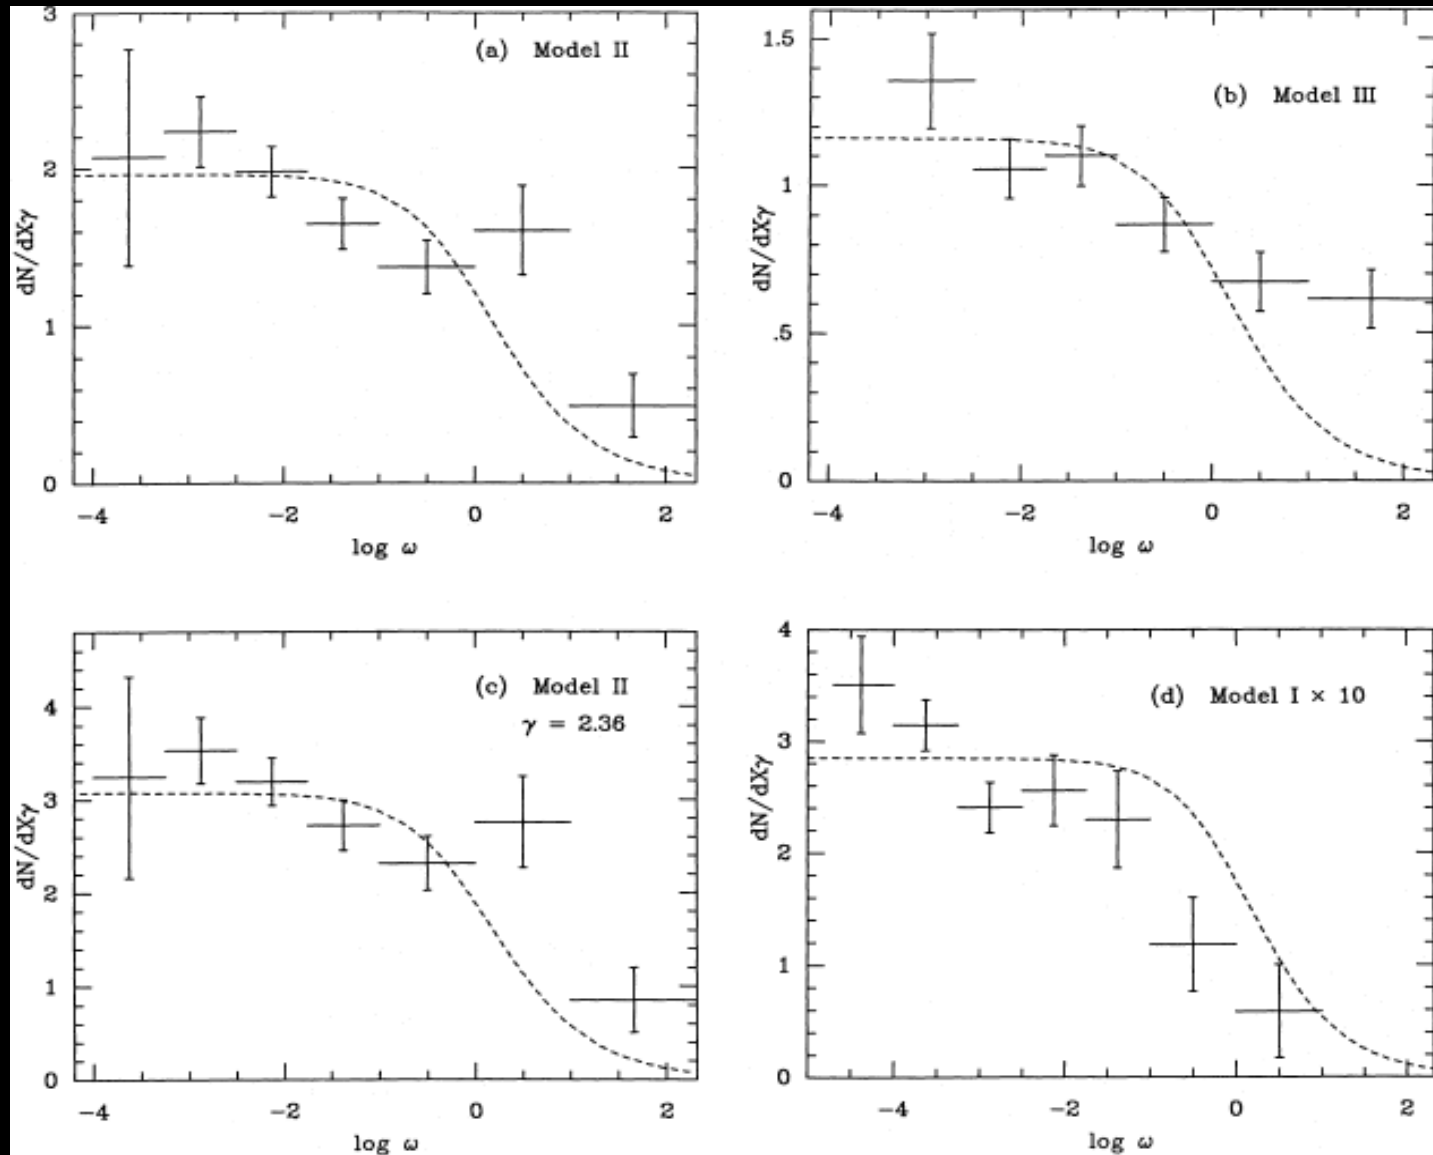 3
2
1
0
dN/dXγ
(a) Model II
-4 -2 0 2
log ω
1.5
1
.5
0
dN/dXγ
(b) Model III
-4 -2 0 2
log ω
4
3
2
1
0
dN/dXγ
(c) Model II
γ = 2.36
-4 -2 0 2
log ω
4
3
2
1
0
dN/dXγ
(d) Model I × 10
-4 -2 0 2
log ω